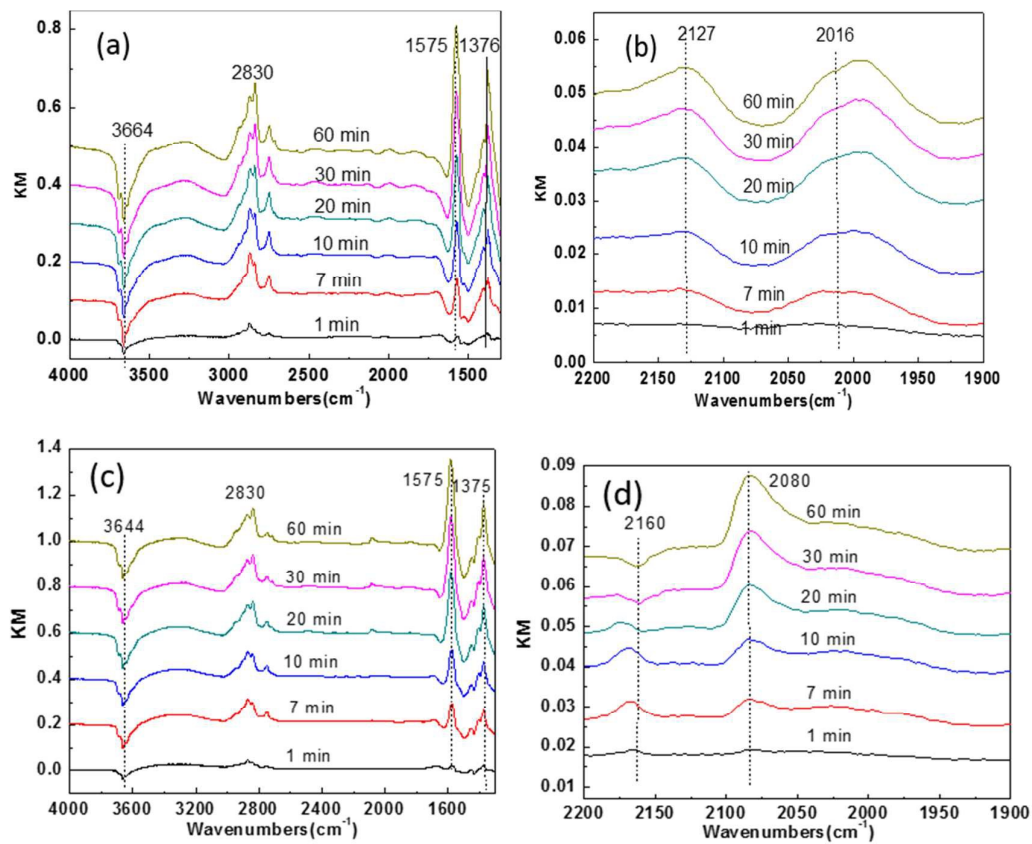 (a)
1575 1376
2830
3664
60 min
30 min
20 min
10 min
7 min
1 min
0.8
0.6
0.4
0.2
0.0
KM
4000 3500 3000 2500 2000 1500
Wavenumbers(cm-1)
(b)
2127 2016
60 min
30 min
20 min
10 min
7 min
1 min
0.06
0.05
0.04
0.03
0.02
0.01
0.00
KM
2200 2150 2100 2050 2000 1950 1900
Wavenumbers(cm-1)
(c)
1575 1375
2830
3644
60 min
30 min
20 min
10 min
7 min
1 min
1.4
1.2
1.0
0.8
0.6
0.4
0.2
0.0
KM
4000 3600 3200 2800 2400 2000 1600
Wavenumbers(cm-1)
(d)
2080
2160
60 min
30 min
20 min
10 min
7 min
1 min
0.09
0.08
0.07
0.06
0.05
0.04
0.03
0.02
0.01
KM
2200 2150 2100 2050 2000 1950 1900
Wavenumbers(cm-1)